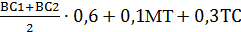 BC1+BC2
2
· 0,6 + 0,1MT + 0,3TC